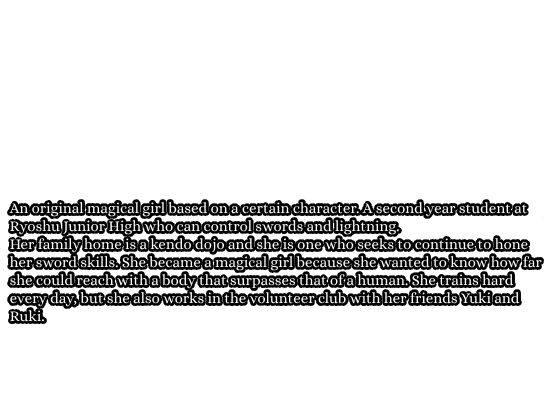 An original magical girl based on a certain character. A second year student at
Ryoshu Junior High who can control swords and lightning.
Her family home is a kendo dojo and she is one who seeks to continue to hone
her sword skills. She became a magical girl because she wanted to know how far
she could reach with a body that surpasses that of a human. She trains hard
every day, but she also works in the volunteer club with her friends Yuki and
Ruki.